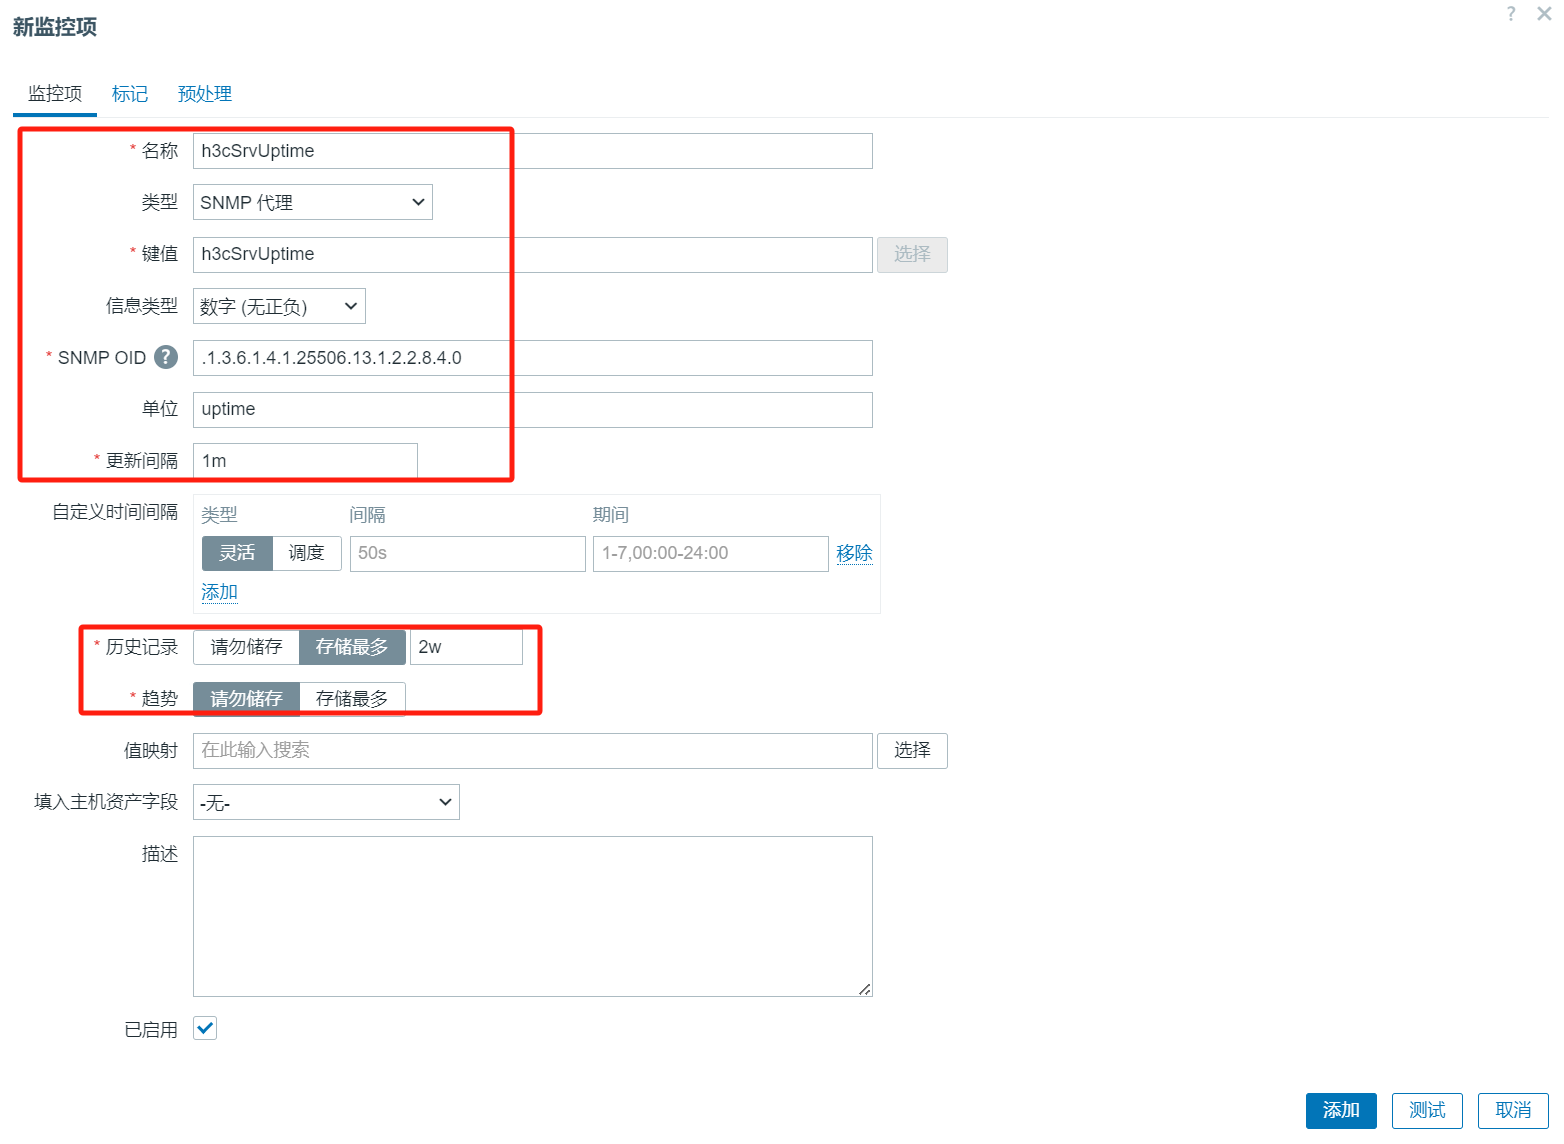 新监控项
?
监控项 标记 预处理
* 名称 h3cSrvUptime
类型 SNMP 代理
* 键值 h3cSrvUptime 选择
信息类型 数字 (无正负)
* SNMP OID ? .1.3.6.1.4.1.25506.13.1.2.2.8.4.0
单位 uptime
* 更新间隔 1m
自定义时间间隔 类型 间隔 期间
灵活 调度 50s 1-7,00:00-24:00 移除
添加
* 历史记录 请勿储存 存储最多 2w
* 趋势 请勿储存 存储最多
值映射 在此输入搜索 选择
填入主机资产字段 -无-
描述
已启用
添加 测试 取消